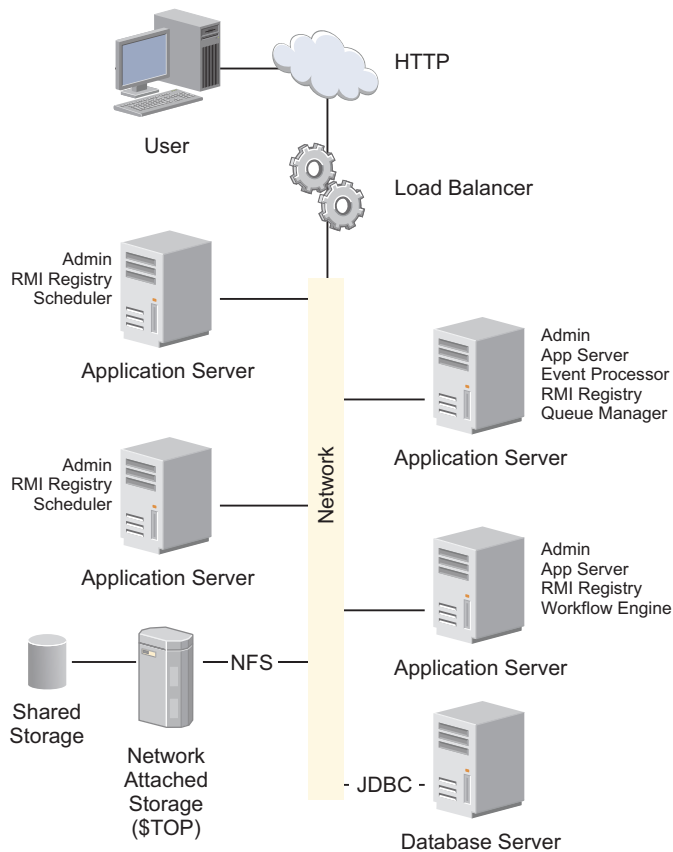 HTTP
User
Load Balancer
Admin
RMI Registry
Scheduler
Application Server
Admin
App Server
Event Processor
RMI Registry
Queue Manager
Application Server
Network
Admin
RMI Registry
Scheduler
Application Server
Admin
App Server
RMI Registry
Workflow Engine
Application Server
NFS
Shared
Storage
Network
Attached
Storage
($TOP)
JDBC
Database Server